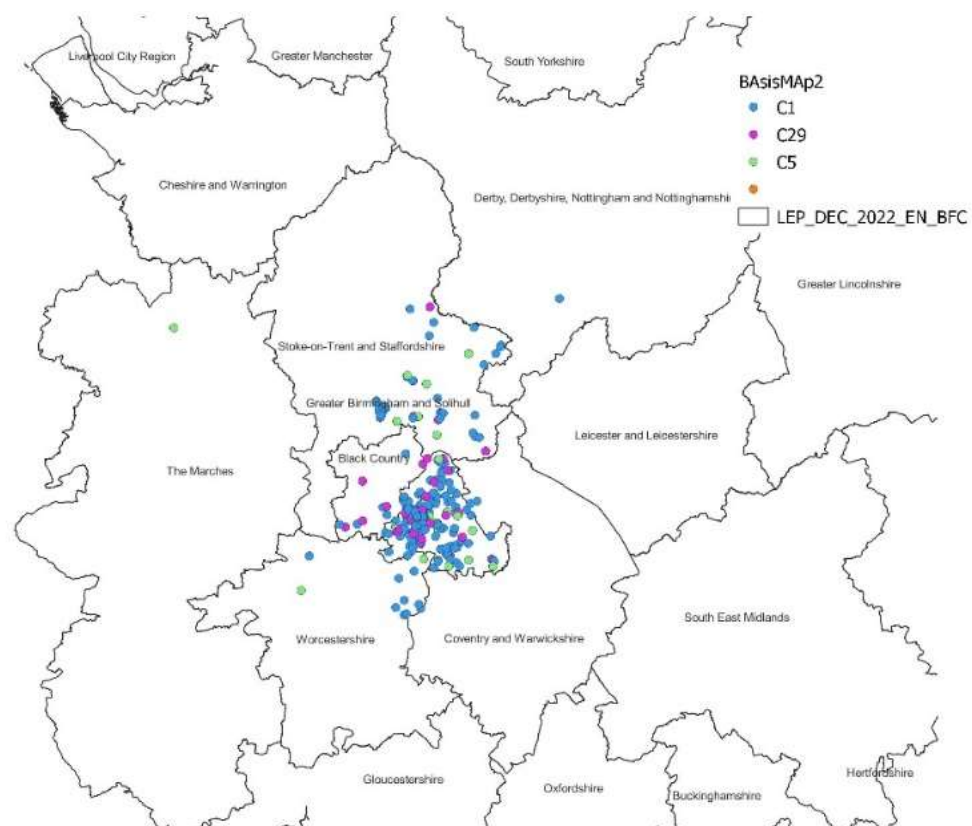 Liverpool City Region
Greater Manchester
South Yorkshire
BAsisMAp2
C1
C29
C5
LEP_DEC_2022_EN_BFC
Cheshire and Warrington
Derby, Derbyshire, Nottingham and Nottinghamshi
Greater Lincolnshire
Stoke-on-Trent and Staffordshire
Greater Birmingham and Solihull
Leicester and Leicestershire
Black Country
The Marches
South East Midlands
Worcestershire
Coventry and Warwickshire
Hertfordshire
Gloucestershire
Oxfordshire
Buckinghamshire